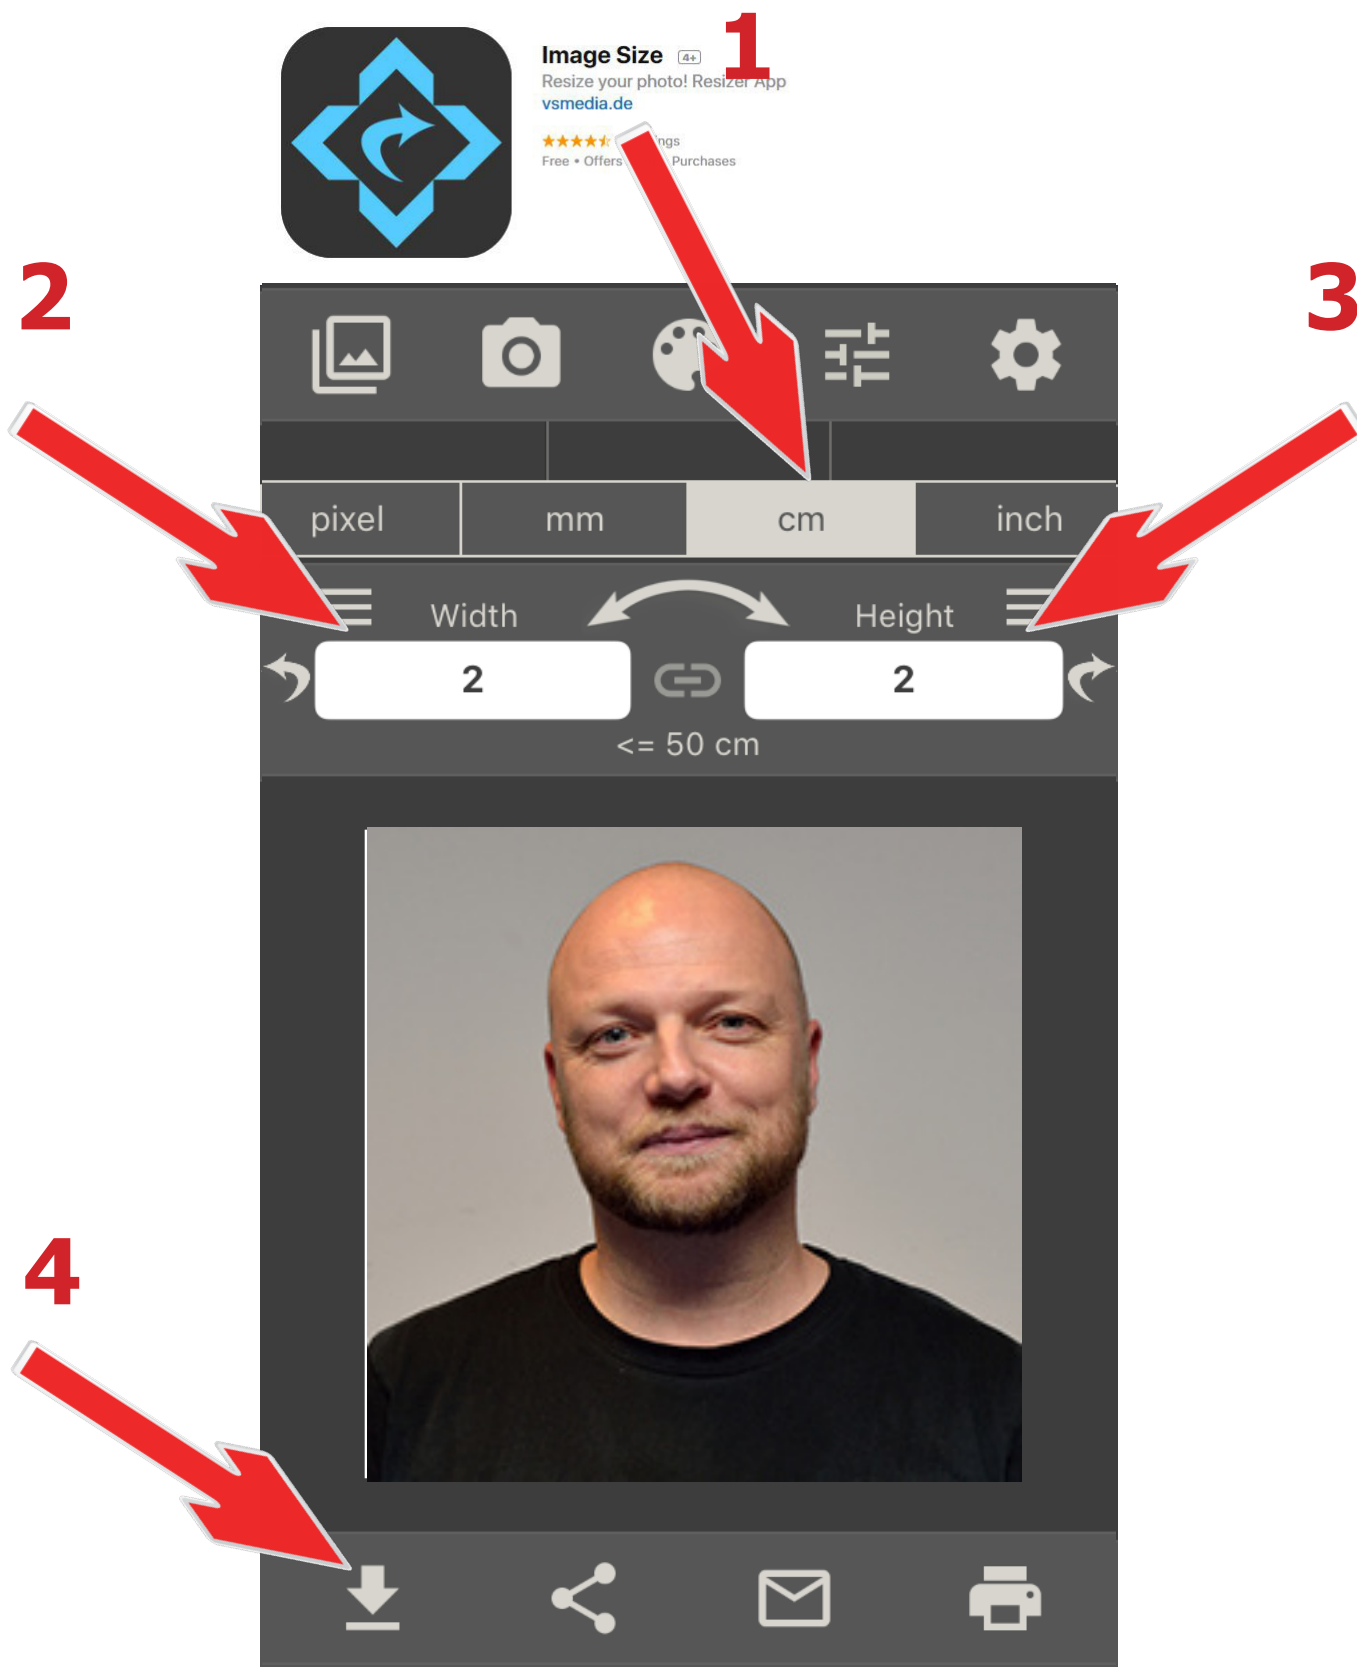 1
Image Size 4+
Resize your photo! Resizer App
vsmedia.de
Free • Offers Purchases
2
3
pixel mm cm inch
Width Height
2 2
<= 50 cm
4